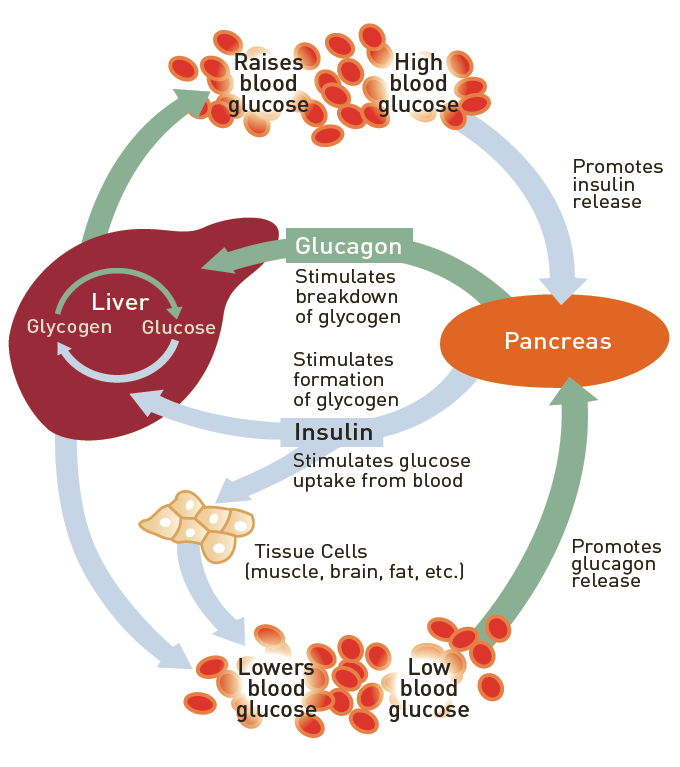 Raises
blood
glucose
High
blood
glucose
Promotes
insulin
release
Glucagon
Stimulates
breakdown
of glycogen
Liver
Glycogen
Glucose
Pancreas
Stimulates
formation
of glycogen
Insulin
Stimulates glucose
uptake from blood
Tissue Cells
(muscle, brain, fat, etc.)
Promotes
glucagon
release
Lowers
blood
glucose
Low
blood
glucose